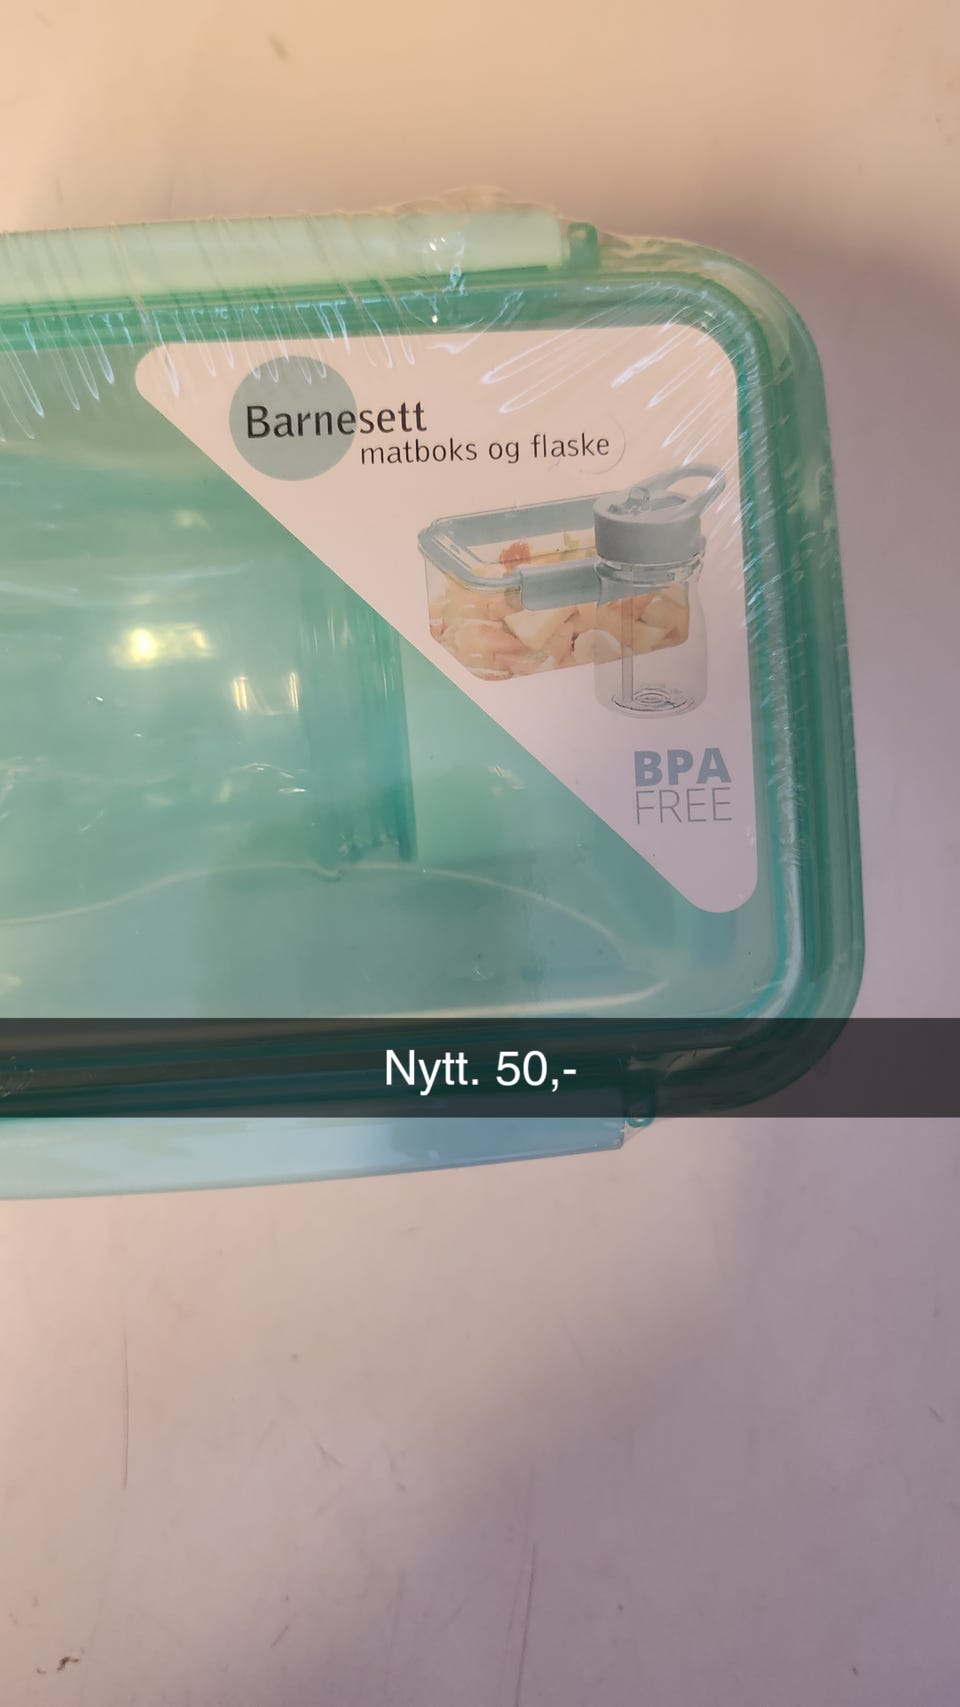 Barnesett
matboks og flaske
BPA
FREE
Nytt. 50,-